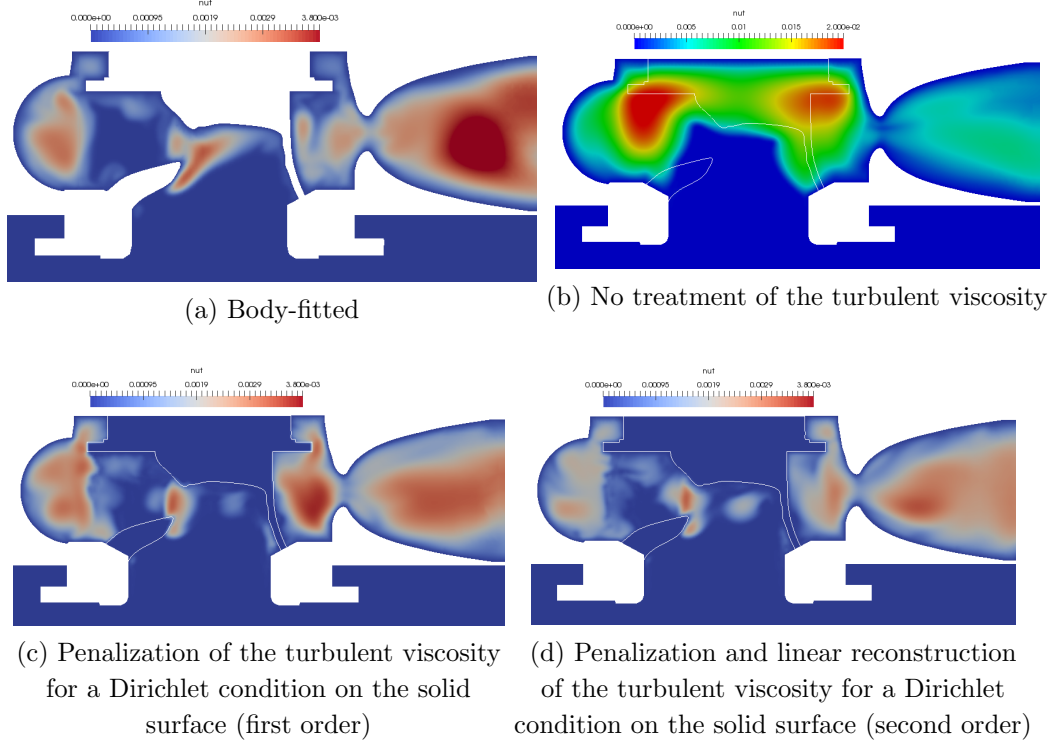 nut
0.000e+00 0.00095 0.0019 0.0029 3.800e-03
(a) Body-fitted
nut
0.000e+00 0.005 0.01 0.015 2.000e-02
(b) No treatment of the turbulent viscosity
nut
0.000e+00 0.00095 0.0019 0.0029 3.800e-03
(c) Penalization of the turbulent viscosity
for a Dirichlet condition on the solid
surface (first order)
nut
0.000e+00 0.00095 0.0019 0.0029 3.800e-03
(d) Penalization and linear reconstruction
of the turbulent viscosity for a Dirichlet
condition on the solid surface (second order)